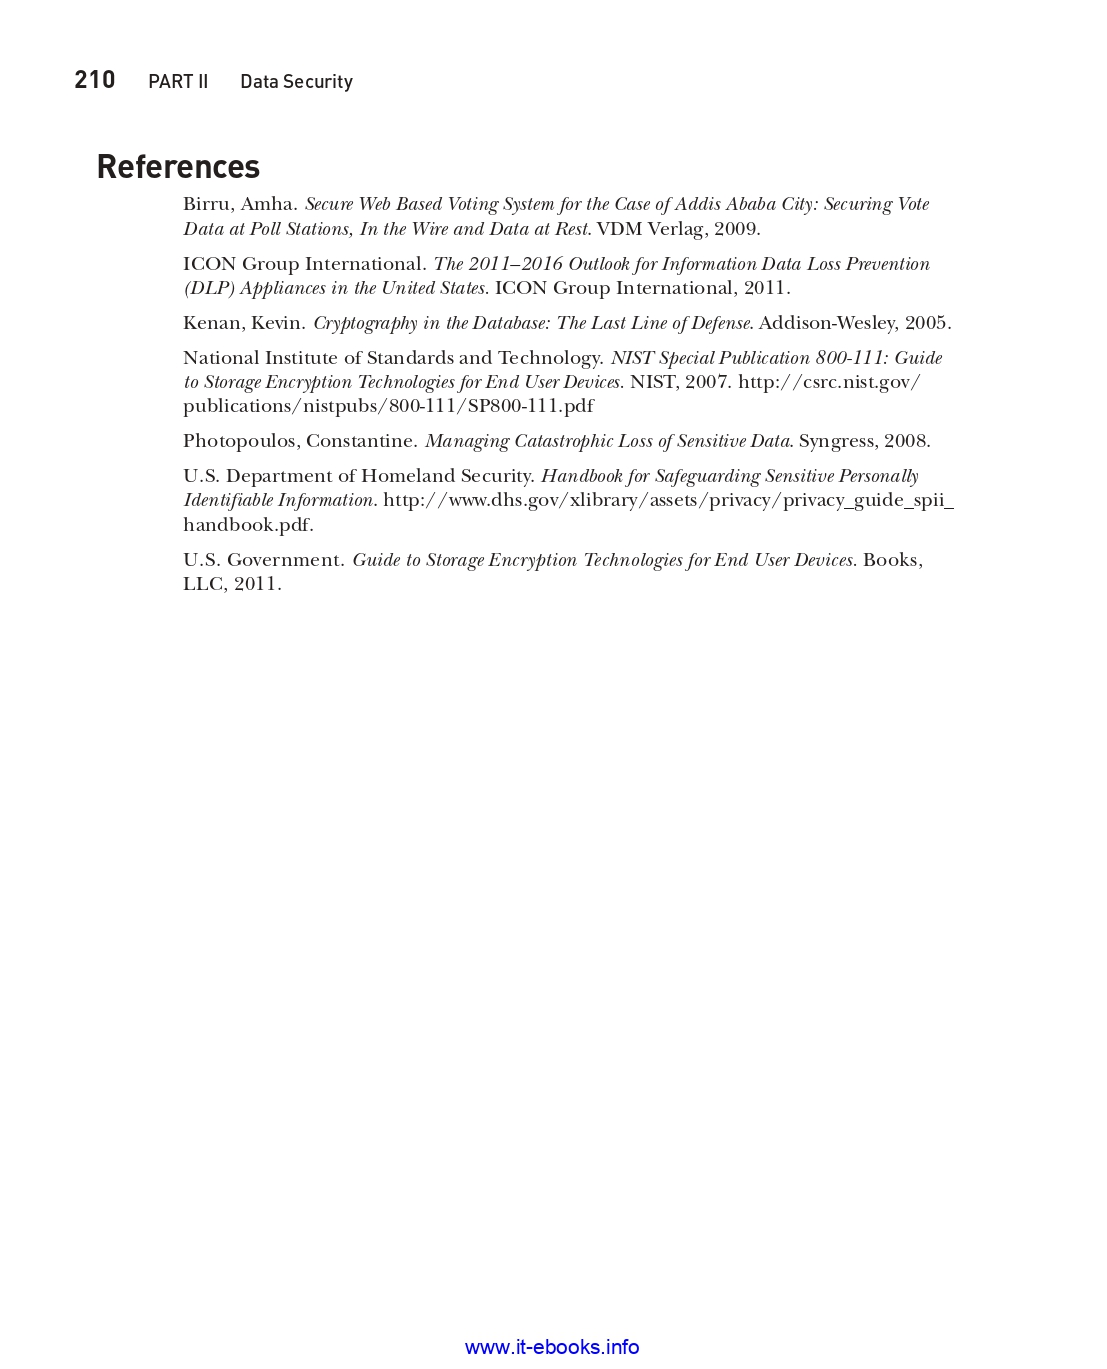 210 PART II Data Security
References
Birru, Amha. Secure Web Based Voting System for the Case of Addis Ababa City: Securing Vote
Data at Poll Stations, In the Wire and Data at Rest. VDM Verlag, 2009.
ICON Group International. The 2011–2016 Outlook for Information Data Loss Prevention
(DLP) Appliances in the United States. ICON Group International, 2011.
Kenan, Kevin. Cryptography in the Database: The Last Line of Defense. Addison-Wesley, 2005.
National Institute of Standards and Technology. NIST Special Publication 800-111: Guide
to Storage Encryption Technologies for End User Devices. NIST, 2007. http://csrc.nist.gov/
publications/nistpubs/800-111/SP800-111.pdf
Photopoulos, Constantine. Managing Catastrophic Loss of Sensitive Data. Syngress, 2008.
U.S. Department of Homeland Security. Handbook for Safeguarding Sensitive Personally
Identifiable Information. http://www.dhs.gov/xlibrary/assets/privacy/privacy_guide_spii_
handbook.pdf.
U.S. Government. Guide to Storage Encryption Technologies for End User Devices. Books,
LLC, 2011.
www.it-ebooks.info